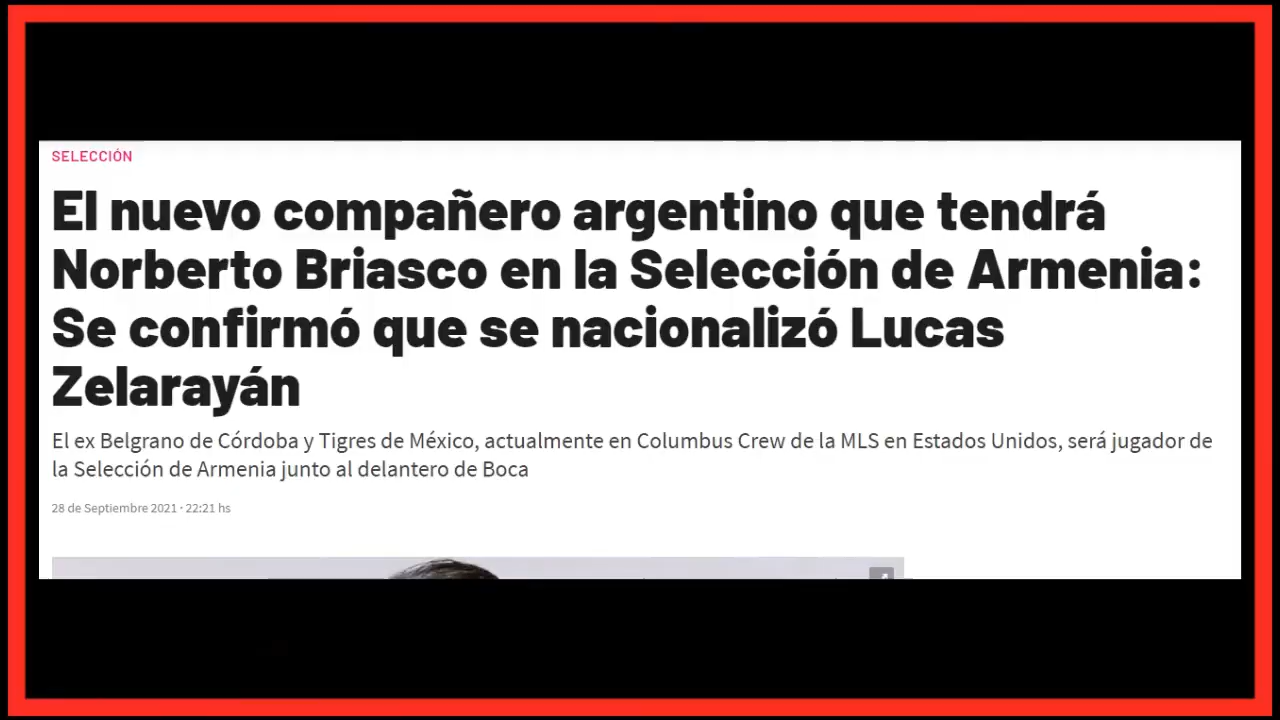 SELECCIÓN
El nuevo compañero argentino que tendrá
Norberto Briasco en la Selección de Armenia:
Se confirmó que se nacionalizó Lucas
Zelarayán
El ex Belgrano de Córdoba y Tigres de México, actualmente en Columbus Crew de la MLS en Estados Unidos, será jugador de
la Selección de Armenia junto al delantero de Boca
28 de Septiembre 2021 · 22:21 hs